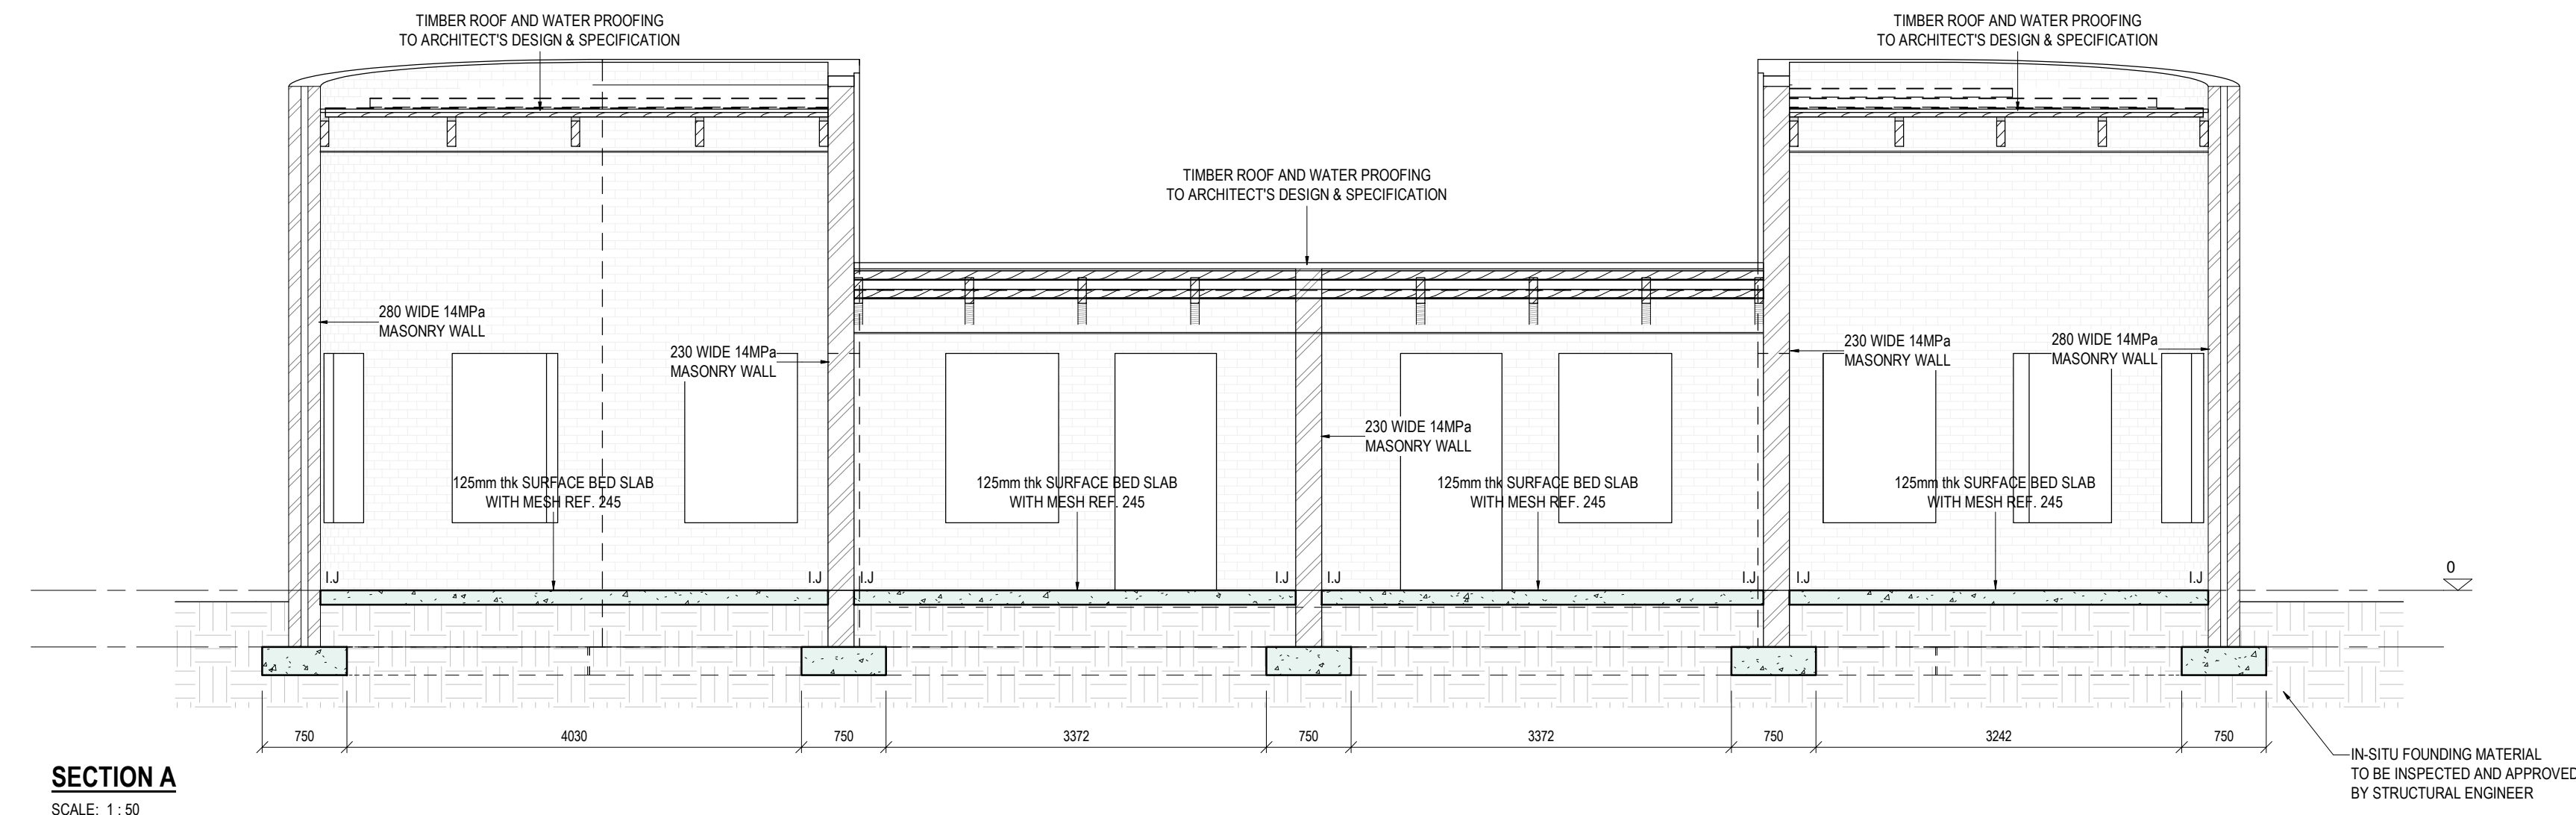 TIMBER ROOF AND WATER PROOFING
TO ARCHITECT'S DESIGN & SPECIFICATION
TIMBER ROOF AND WATER PROOFING
TO ARCHITECT'S DESIGN & SPECIFICATION
TIMBER ROOF AND WATER PROOFING
TO ARCHITECT'S DESIGN & SPECIFICATION
280 WIDE 14MPa
MASONRY WALL
230 WIDE 14MPa
MASONRY WALL
230 WIDE 14MPa
MASONRY WALL
280 WIDE 14MPa
MASONRY WALL
230 WIDE 14MPa
MASONRY WALL
125mm thk SURFACE BED SLAB
WITH MESH REF. 245
125mm thk SURFACE BED SLAB
WITH MESH REF. 245
125mm thk SURFACE BED SLAB
WITH MESH REF. 245
125mm thk SURFACE BED SLAB
WITH MESH REF. 245
I.J I.J I.J I.J I.J I.J I.J I.J
0
750 4030 750 3372 750 3372 750 3242 750
IN-SITU FOUNDING MATERIAL
TO BE INSPECTED AND APPROVED
BY STRUCTURAL ENGINEER
SECTION A
SCALE: 1 : 50